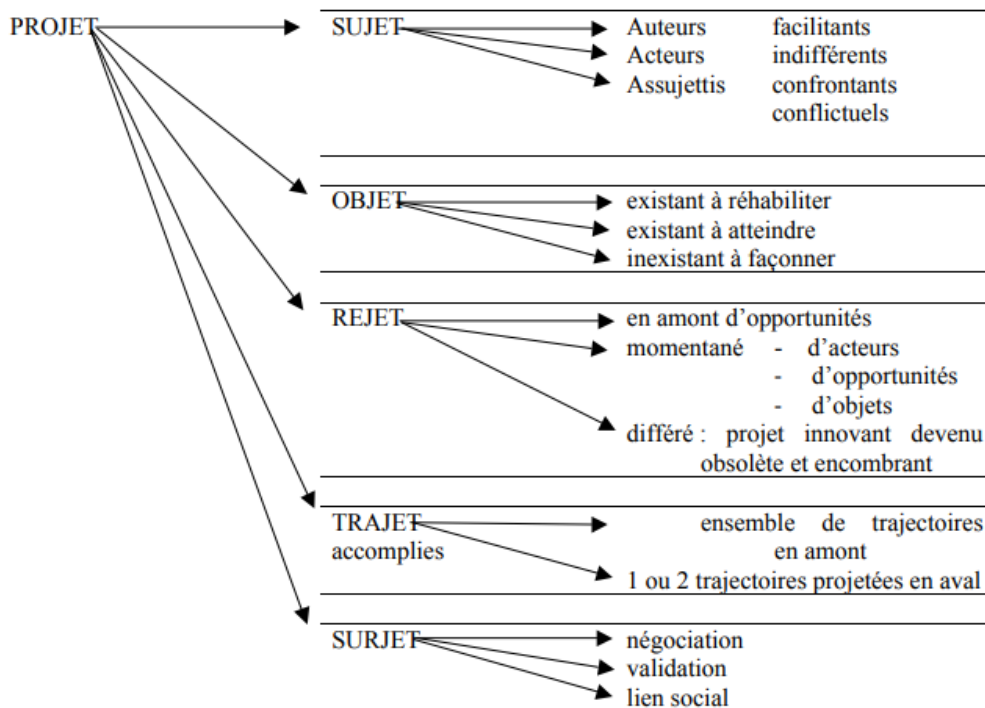 PROJET SUJET Auteurs facilitants
Acteurs indifférents
Assujettis confrontants
conflictuels
OBJET existant à réhabiliter
existant à atteindre
inexistant à façonner
REJET en amont d’opportunités
momentané - d’acteurs
- d’opportunités
- d’objets
différé : projet innovant devenu
obsolète et encombrant
TRAJET ensemble de trajectoires
accomplies en amont
1 ou 2 trajectoires projetées en aval
SURJET négociation
validation
lien social